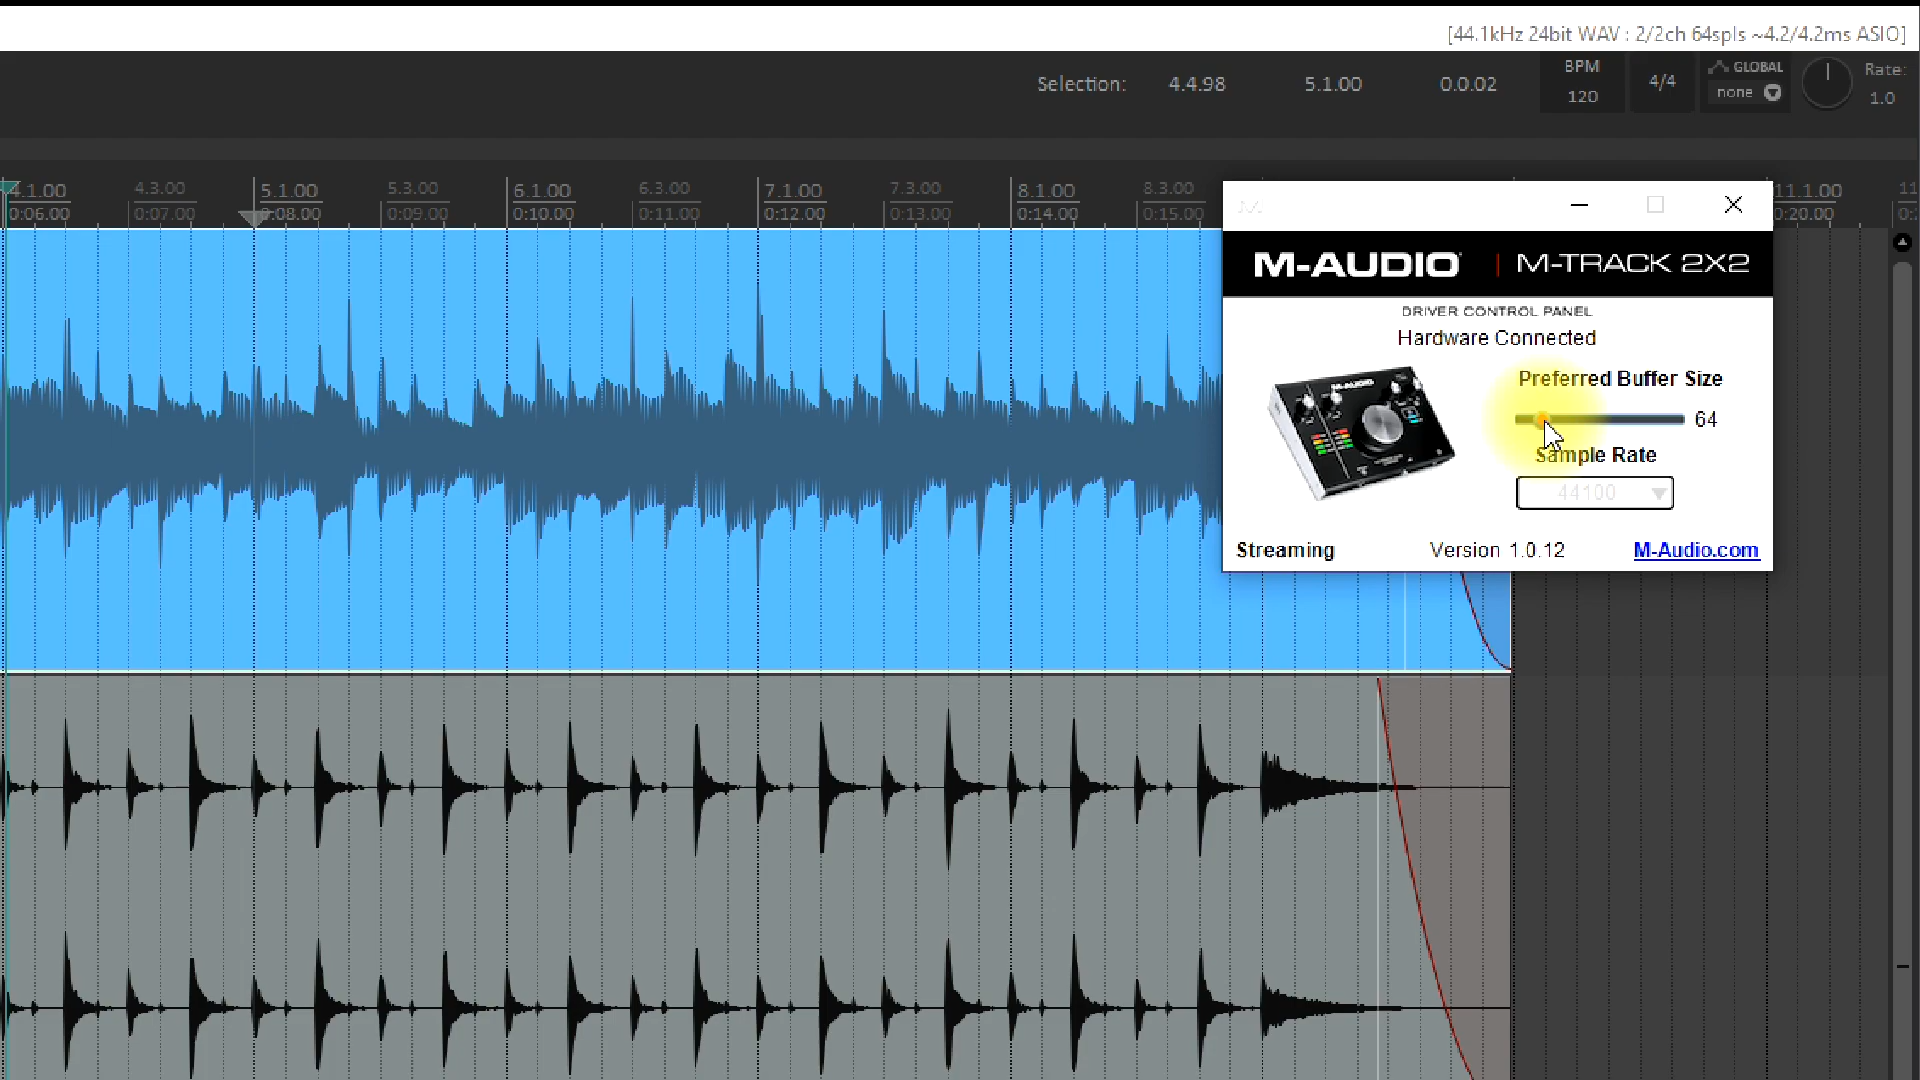 [44.1kHz 24bit WAV : 2/2ch 64spls ~4.2/4.2ms ASIO]
Selection: 4.4.98 5.1.00 0.0.02
BPM
120
4/4
GLOBAL
none
Rate:
1.0
4.1.00 4.3.00 5.1.00 5.3.00 6.1.00 6.3.00 7.1.00 7.3.00 8.1.00 8.3.00 11.1.00
0:06.00 0:07.00 0:08.00 0:09.00 0:10.00 0:11.00 0:12.00 0:13.00 0:14.00 0:15.00 0:20.00
M-AUDIO | M-TRACK 2X2
DRIVER CONTROL PANEL
Hardware Connected
M-AUDIO
Preferred Buffer Size
64
Sample Rate
44100
Streaming Version 1.0.12 M-Audio.com